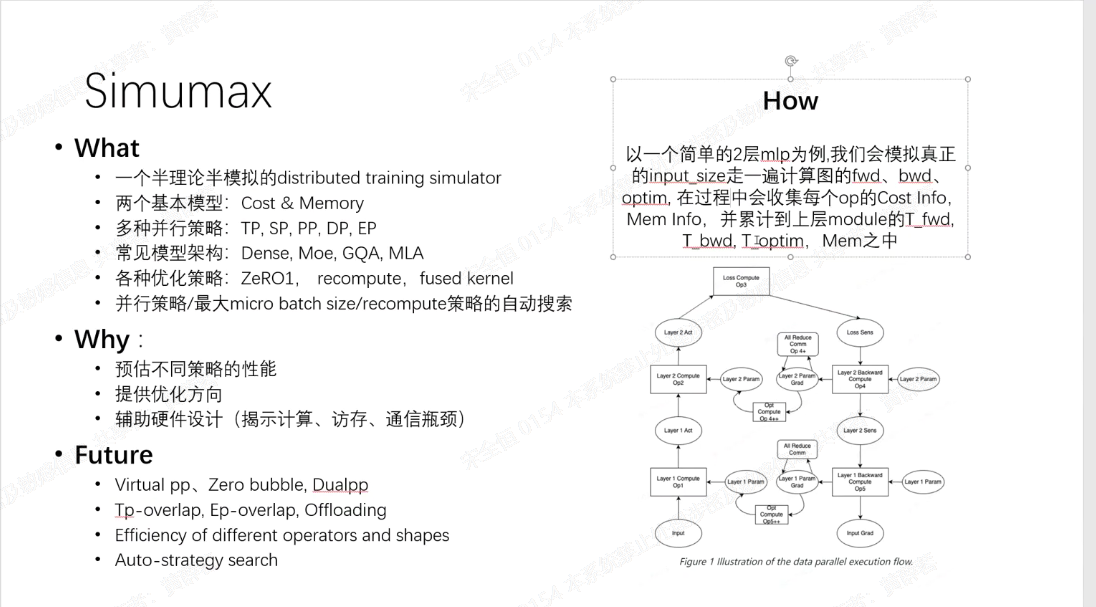 Simumax
• What
• 一个半理论半模拟的distributed training simulator
• 两个基本模型：Cost & Memory
• 多种并行策略：TP, SP, PP, DP, EP
• 常见模型架构：Dense, Moe, GQA, MLA
• 各种优化策略：ZeRO1， recompute，fused kernel
• 并行策略/最大micro batch size/recompute策略的自动搜索
• Why：
• 预估不同策略的性能
• 提供优化方向
• 辅助硬件设计（揭示计算、访存、通信瓶颈）
• Future
• Virtual pp、Zero bubble, Dualpp
• Tp-overlap, Ep-overlap, Offloading
• Efficiency of different operators and shapes
• Auto-strategy search
How
以一个简单的2层mlp为例,我们会模拟真正
的input_size走一遍计算图的fwd、bwd、
optim, 在过程中会收集每个op的Cost Info，
Mem Info，并累计到上层module的T_fwd,
T_bwd, T_optim，Mem之中
Loss Compute
Op3
Layer 2 Act
Loss Sens
All Reduce
Comm
Op 4+
Layer 2 Compute
Op2
Layer 2 Param
Layer 2 Param
Grad
Layer 2 Backward
Compute
Op4
Layer 2 Param
Opt
Compute
Op 4++
Layer 1 Act
Layer 2 Sens
All Reduce
Comm
Layer 1 Compute
Op1
Layer 1 Param
Layer 1 Param
Grad
Layer 1 Backward
Compute
Op5
Layer 1 Param
Opt
Compute
Op5++
Input
Input Grad
Figure 1 Illustration of the data parallel execution flow.